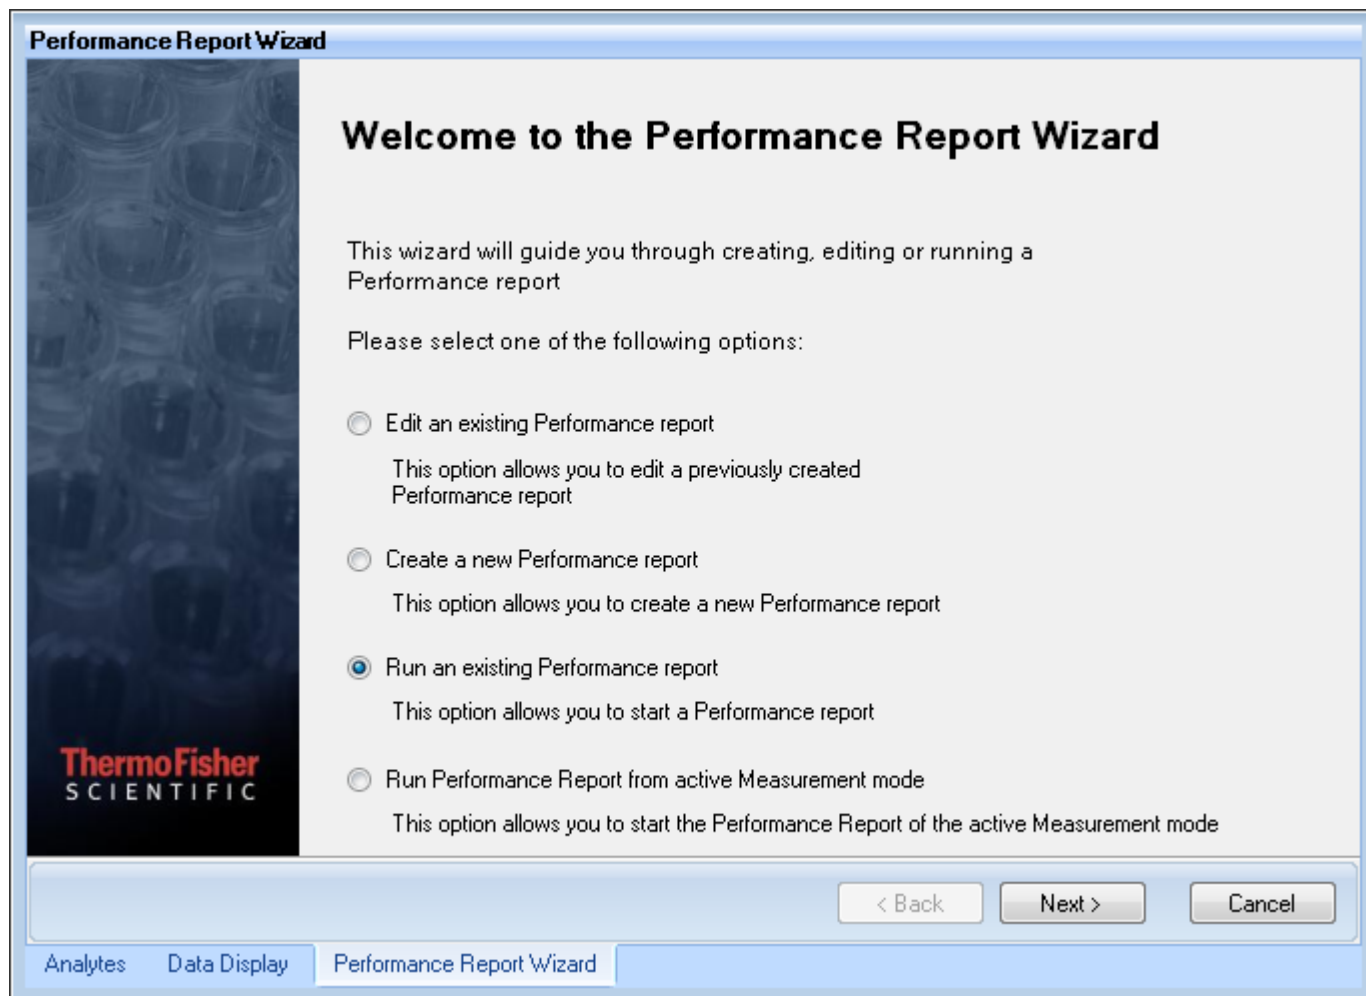 Performance Report Wizard
Welcome to the Performance Report Wizard
This wizard will guide you through creating, editing or running a
Performance report
Please select one of the following options:
Edit an existing Performance report
This option allows you to edit a previously created
Performance report
Create a new Performance report
This option allows you to create a new Performance report
Run an existing Performance report
This option allows you to start a Performance report
Run Performance Report from active Measurement mode
This option allows you to start the Performance Report of the active Measurement mode
ThermoFisher
SCIENTIFIC
< Back
Next >
Cancel
Analytes
Data Display
Performance Report Wizard